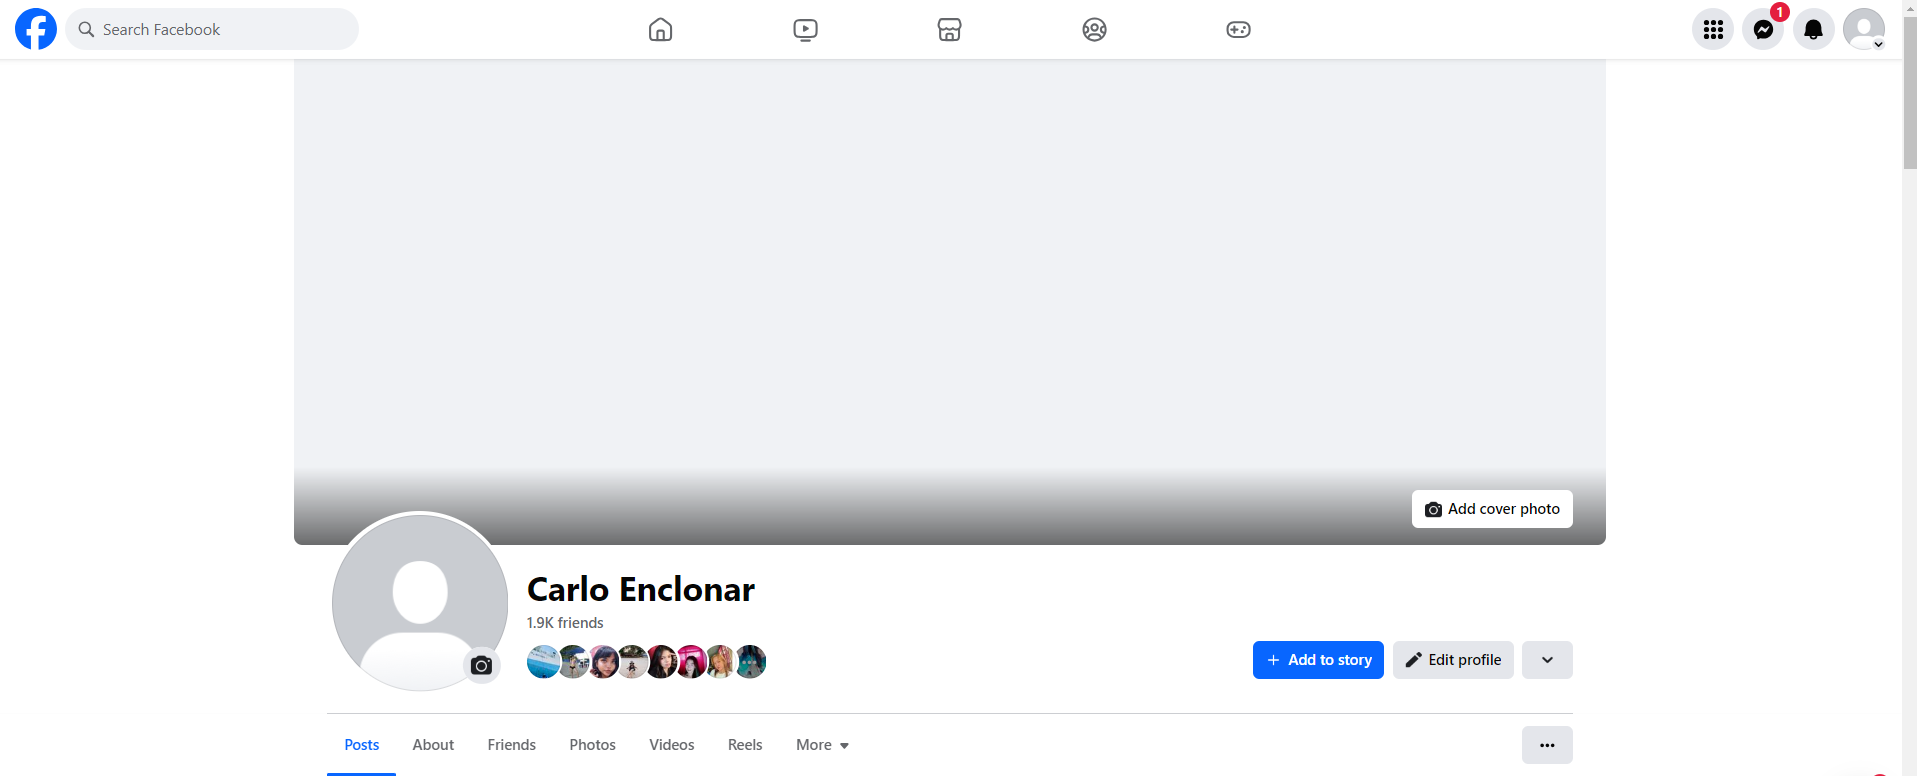 Search Facebook
1
Add cover photo
Carlo Enclonar
1.9K friends
+ Add to story
Edit profile
Posts
About
Friends
Photos
Videos
Reels
More